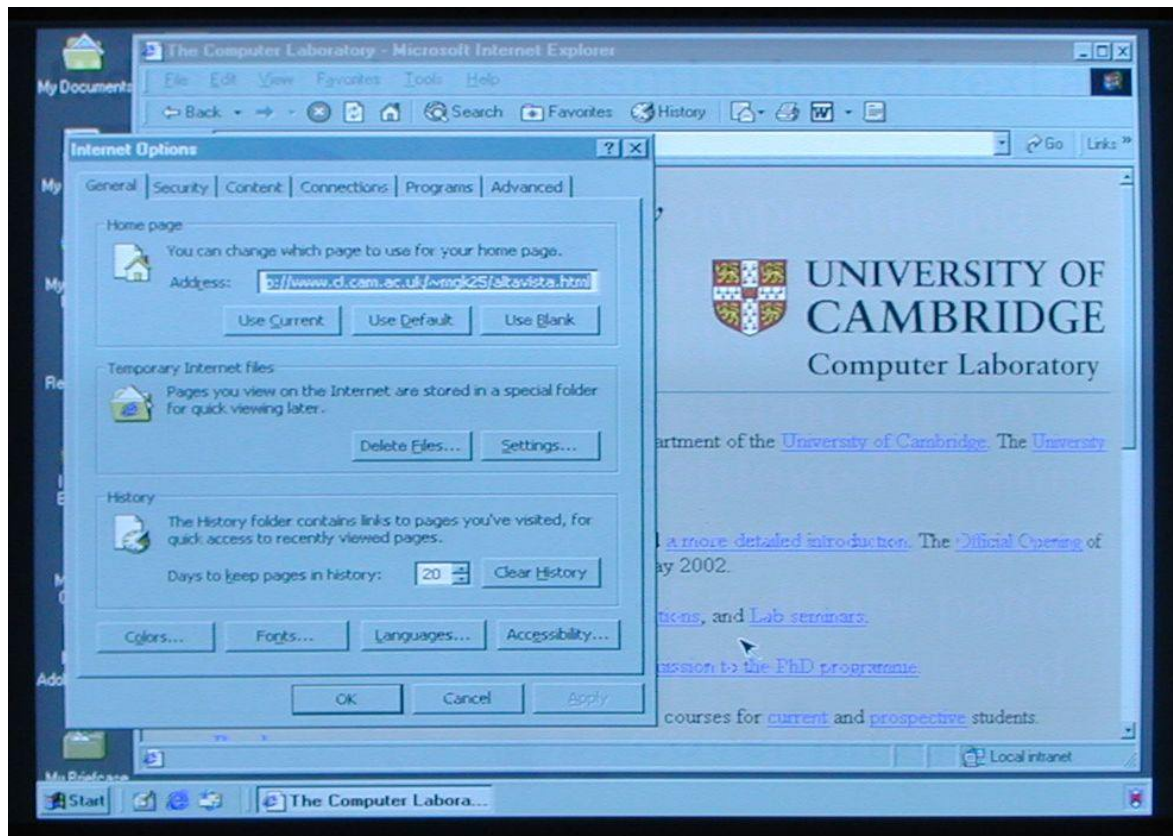 My Documents
The Computer Laboratory - Microsoft Internet Explorer
File Edit View Favorites Tools Help
Back Search Favorites History
Go Links »
Internet Options
General Security Content Connections Programs Advanced
Home page
You can change which page to use for your home page.
Address: p://www.cl.cam.ac.uk/~mgk25/altavista.html
Use Current Use Default Use Blank
Temporary Internet files
Pages you view on the Internet are stored in a special folder
for quick viewing later.
Delete Files... Settings...
History
The History folder contains links to pages you've visited, for
quick access to recently viewed pages.
Days to keep pages in history: 20 Clear History
Colors... Fonts... Languages... Accessibility...
OK Cancel Apply
UNIVERSITY OF
CAMBRIDGE
Computer Laboratory
artment of the University of Cambridge. The University
a more detailed introduction. The Official Opening of
ay 2002.
tions, and Lab seminars.
ission to the PhD programme.
courses for current and prospective students.
Local intranet
My Briefcase
Start The Computer Labora...